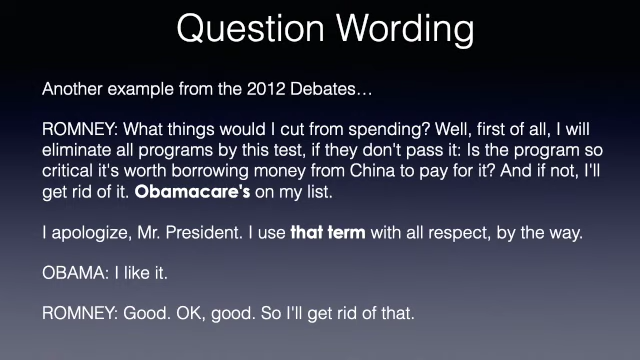 Question Wording
Another example from the 2012 Debates…
ROMNEY: What things would I cut from spending? Well, first of all, I will
eliminate all programs by this test, if they don't pass it: Is the program so
critical it's worth borrowing money from China to pay for it? And if not, I'll
get rid of it. Obamacare's on my list.
I apologize, Mr. President. I use that term with all respect, by the way.
OBAMA: I like it.
ROMNEY: Good. OK, good. So I'll get rid of that.